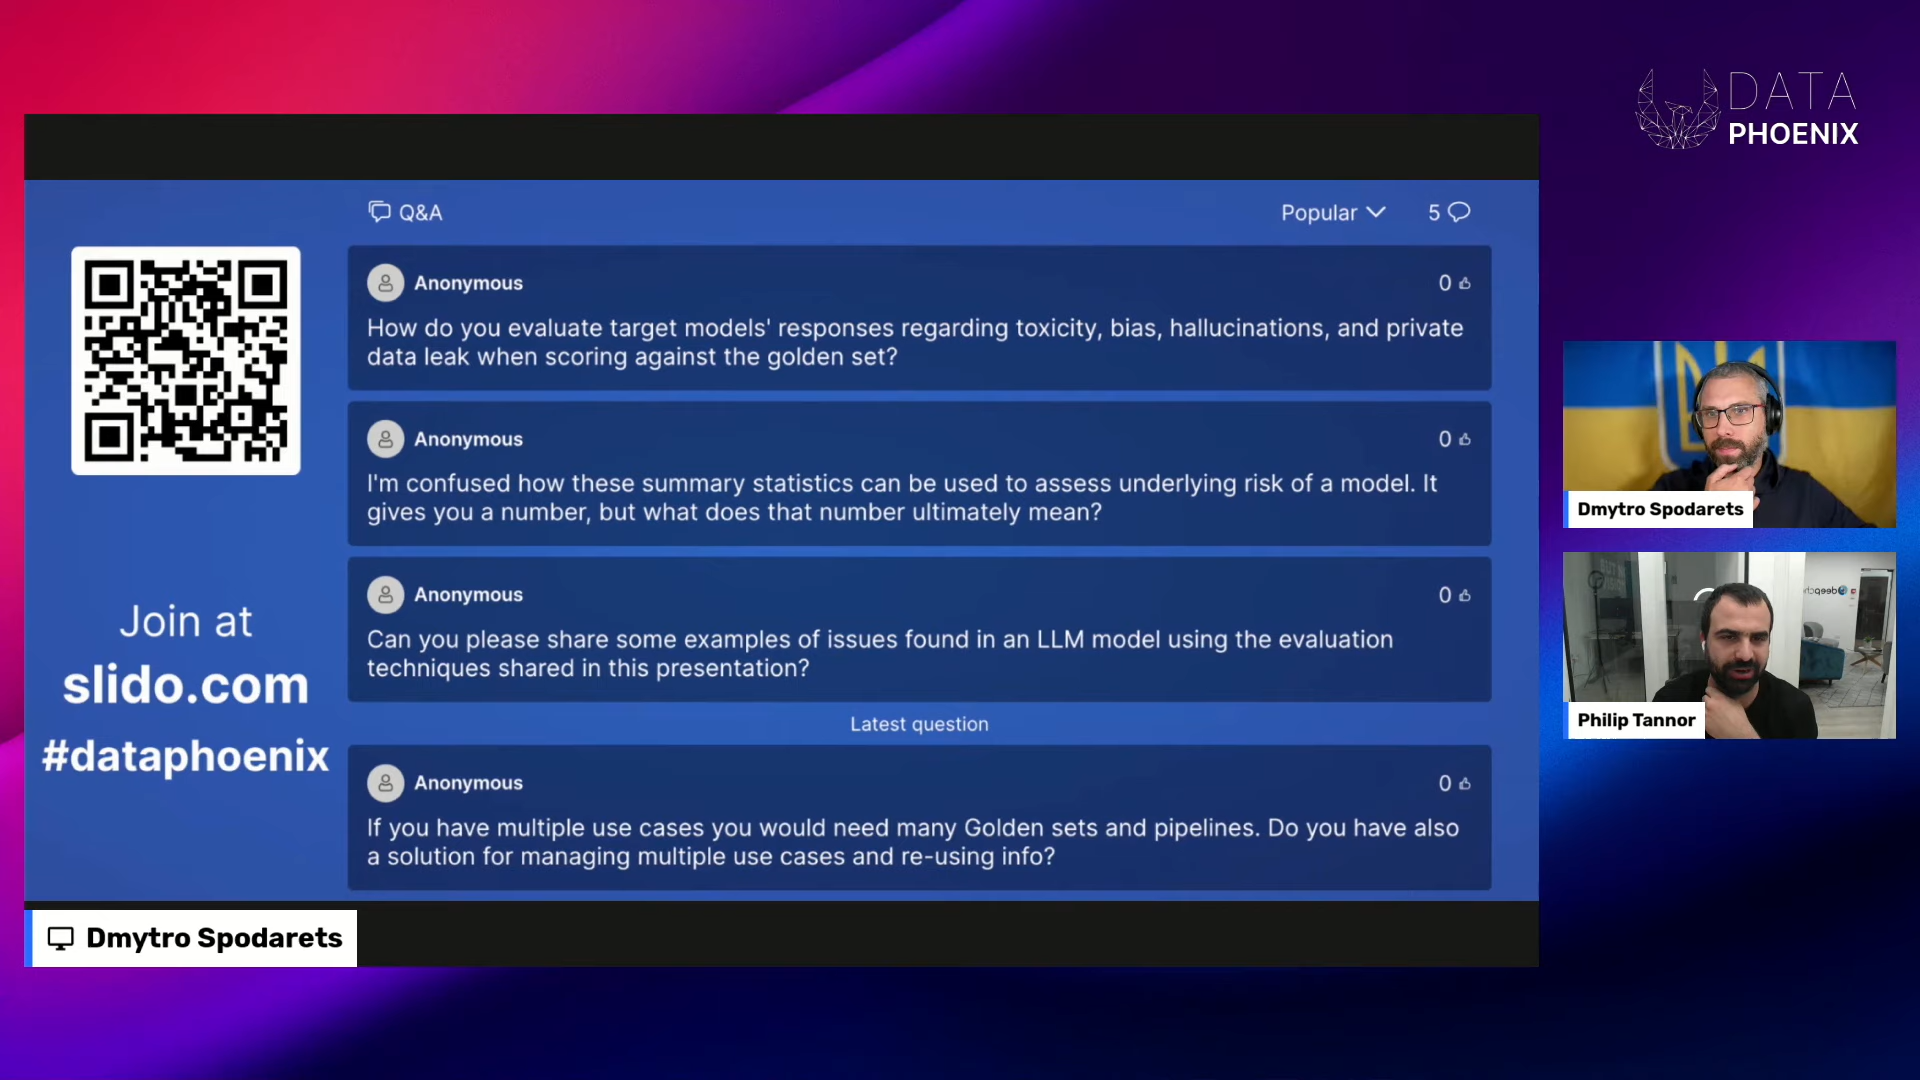 DATA
PHOENIX
Q&A
Popular
5
Anonymous
0
How do you evaluate target models' responses regarding toxicity, bias, hallucinations, and private
data leak when scoring against the golden set?
Anonymous
0
I'm confused how these summary statistics can be used to assess underlying risk of a model. It
gives you a number, but what does that number ultimately mean?
Anonymous
0
Can you please share some examples of issues found in an LLM model using the evaluation
techniques shared in this presentation?
Latest question
Anonymous
0
If you have multiple use cases you would need many Golden sets and pipelines. Do you have also
a solution for managing multiple use cases and re-using info?
Join at
slido.com
#dataphoenix
Dmytro Spodarets
Dmytro Spodarets
Philip Tannor